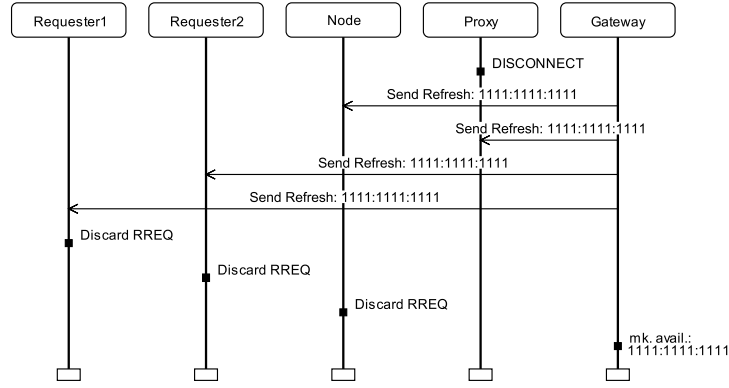 Requester1 Requester2 Node Proxy Gateway
DISCONNECT
Send Refresh: 1111:1111:1111
Send Refresh: 1111:1111:1111
Send Refresh: 1111:1111:1111
Send Refresh: 1111:1111:1111
Discard RREQ
Discard RREQ
Discard RREQ
mk. avail.:
1111:1111:1111